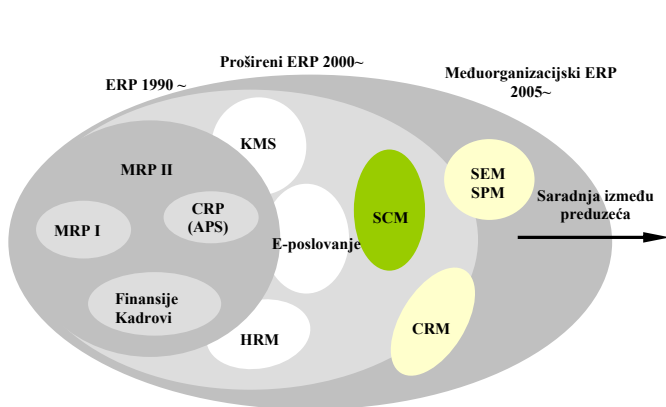 Prošireni ERP 2000~
Međuorganizacijski ERP
2005~
ERP 1990 ~
KMS
MRP II
SEM
SPM
Saradnja između
preduzeća
CRP
(APS)
SCM
MRP I
E-poslovanje
Finansije
Kadrovi
CRM
HRM